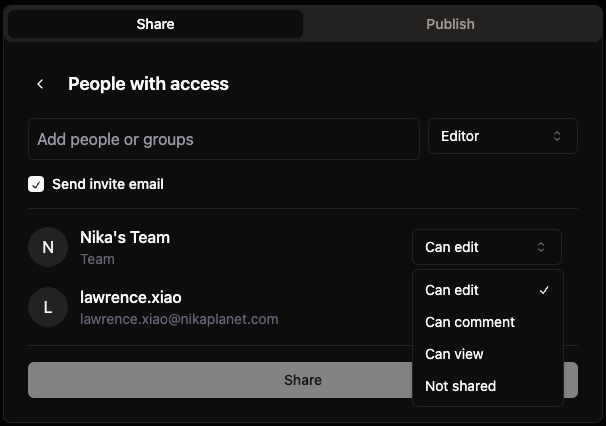 Share
Publish
People with access
Add people or groups
Editor
Send invite email
N
Nika's Team
Team
Can edit
L
lawrence.xiao
lawrence.xiao@nikaplanet.com
Can edit
Can comment
Can view
Not shared
Share